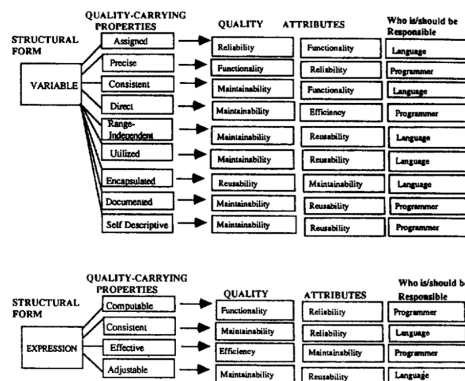 QUALITY-CARRYING
PROPERTIES QUALITY ATTRIBUTES Who is/should be
Responsible
STRUCTURAL
FORM
Assigned Reliability Functionality Language
VARIABLE
Precise Functionality Reliability Programmer
Consistent Maintainability Functionality Language
Direct Maintainability Efficiency Programmer
Range-
Independent Maintainability Reusability Language
Utilized Maintainability Reusability Language
Encapsulated Reusability Maintainability Language
Documented Maintainability Reusability Programmer
Self Descriptive Maintainability Reusability Programmer
QUALITY-CARRYING
PROPERTIES QUALITY ATTRIBUTES Who is/should be
Responsible
STRUCTURAL
FORM
Computable Functionality Reliability Programmer
EXPRESSION
Consistent Maintainability Reliability Language
Effective Efficiency Maintainability Programmer
Adjustable Maintainability Reusability Language